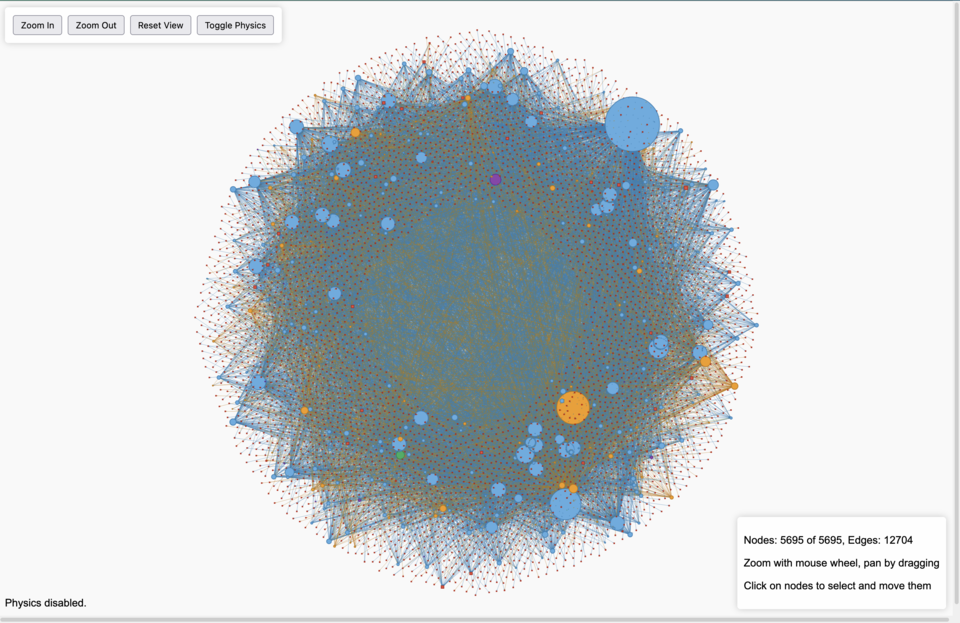 Zoom In Zoom Out Reset View Toggle Physics
Nodes: 5695 of 5695, Edges: 12704
Zoom with mouse wheel, pan by dragging
Click on nodes to select and move them
Physics disabled.